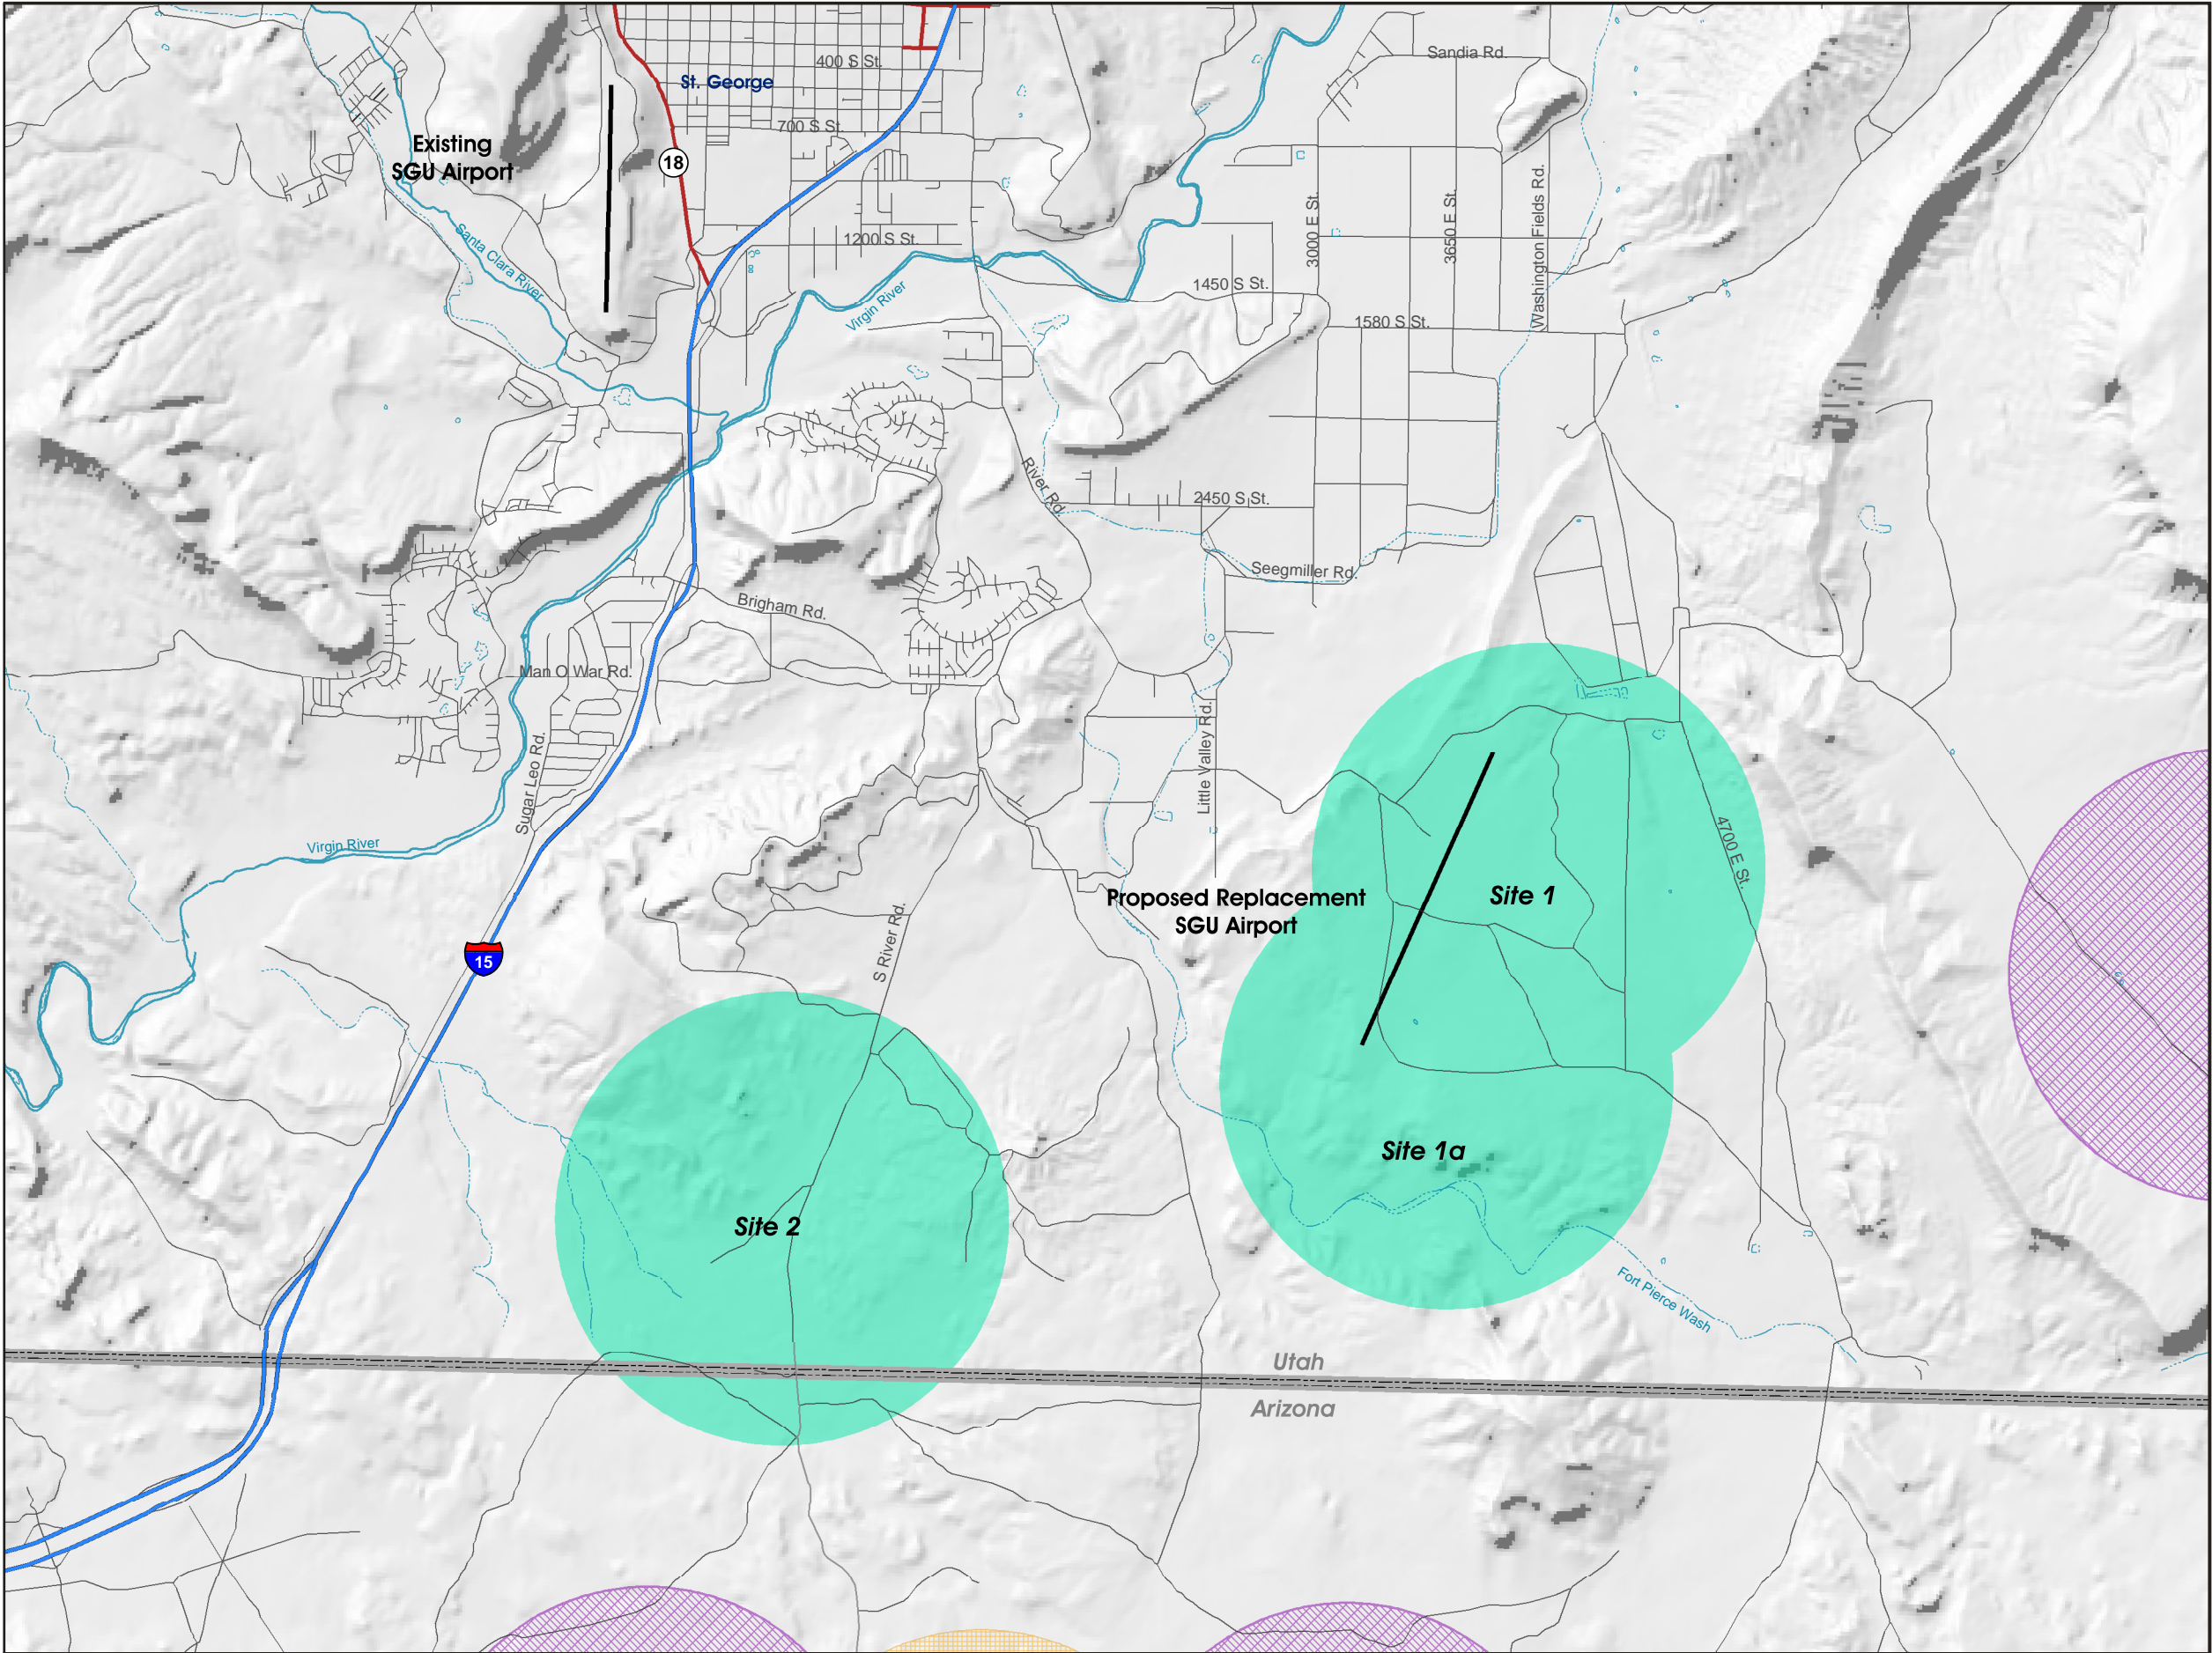 Sandia Rd.
400 S St.
St. George
700 S St.
Existing
SGU Airport
18
3000 E St.
3650 E St.
Washington Fields Rd.
Santa Clara River
1200 S St.
1450 S St.
Virgin River
1580 S St.
River Rd.
2450 S St.
Seegmiller Rd.
Brigham Rd.
Man O War Rd.
Little Valley Rd.
Sugar Leo Rd.
Virgin River
4700 E St.
Proposed Replacement
SGU Airport
Site 1
S River Rd.
15
Site 1a
Site 2
Fort Pierce Wash
Utah
Arizona